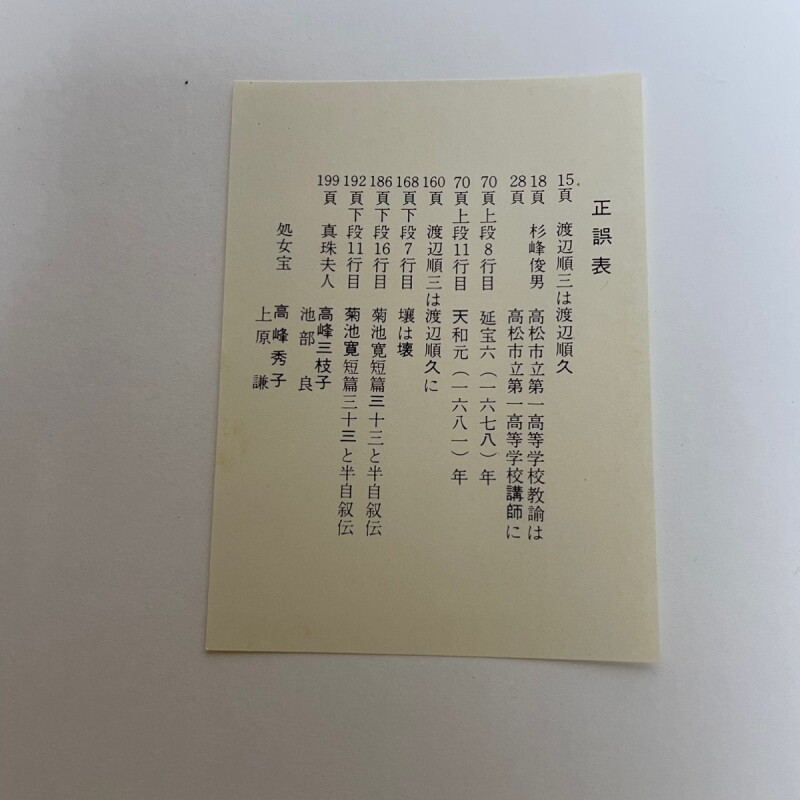 正誤表
15頁 渡辺順三は渡辺順久
18頁 杉峰俊男 高松市立第一高等学校教諭は
28頁 高松市立第一高等学校講師に
70頁上段8行目 延宝六(一六七八)年
70頁上段11行目 天和元(一六八一)年
160頁 渡辺順三は渡辺順久に
168頁下段7行目 壌は壊
186頁下段16行目 菊池寛短篇三十三と半自叙伝
192頁下段11行目 菊池寛短篇三十三と半自叙伝
199頁 真珠夫人 高峰三枝子
池部良
処女宝 高峰秀子
上原謙